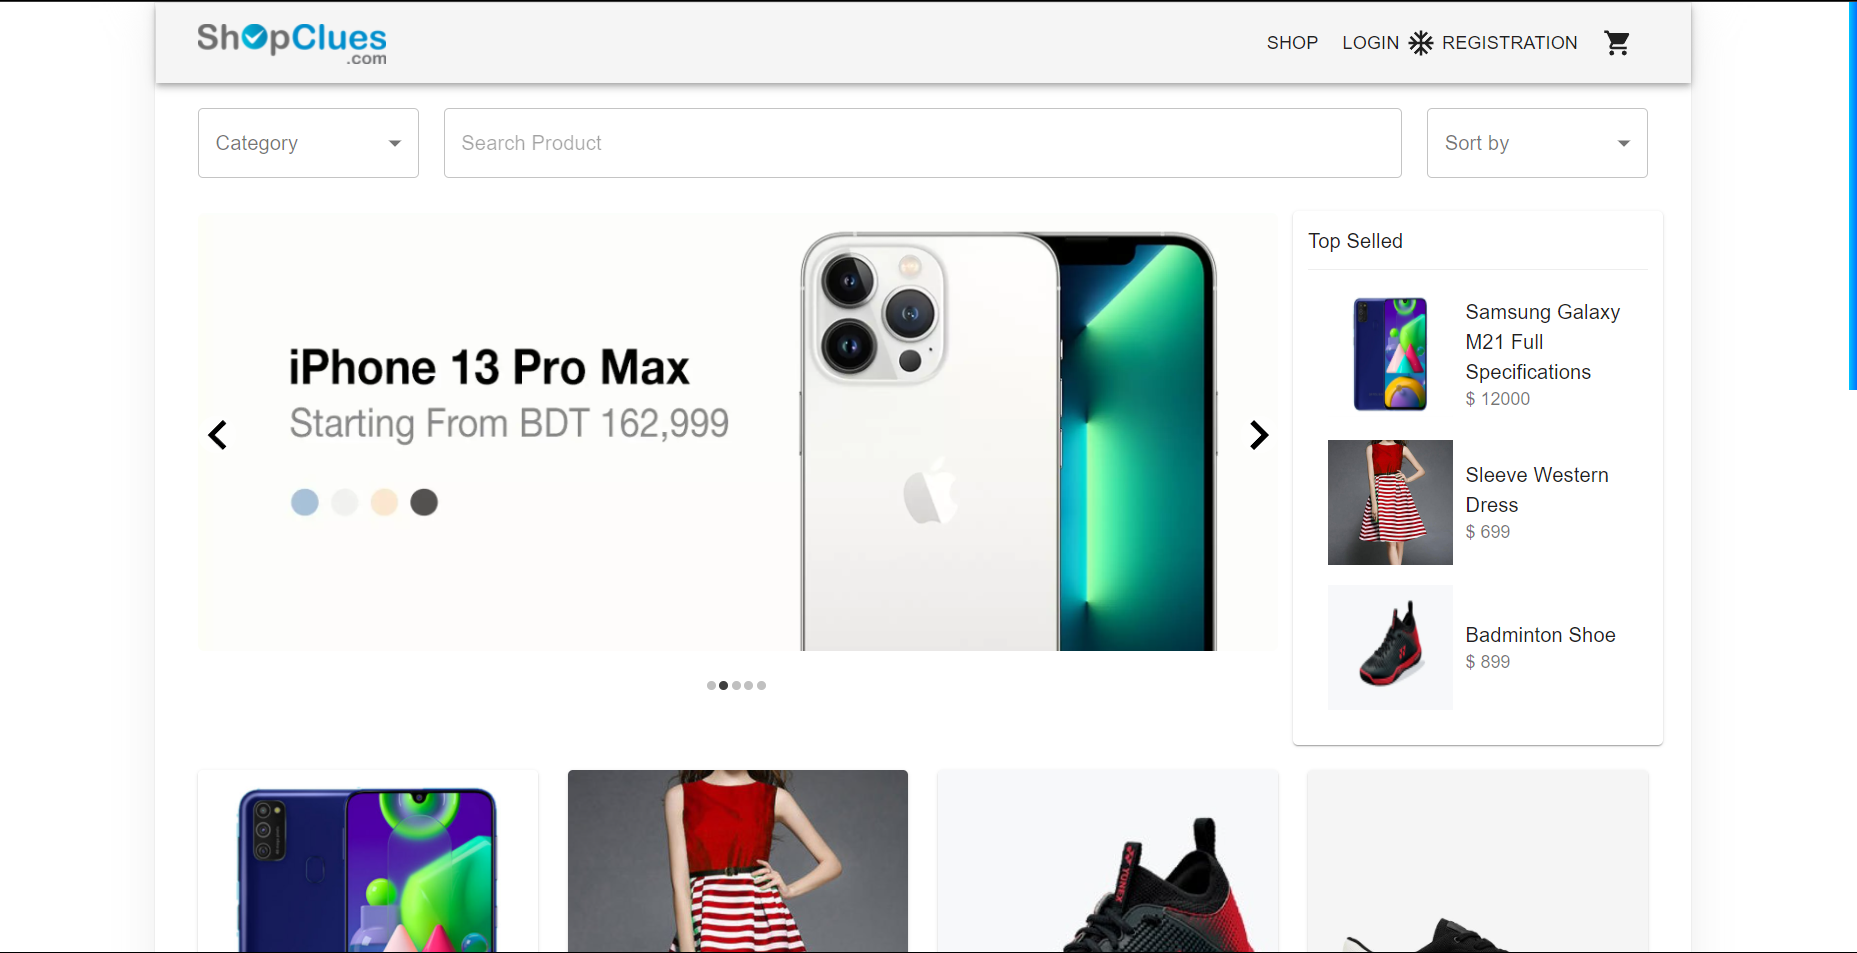 ShopClues
.com
SHOP
LOGIN
REGISTRATION
Category
Search Product
Sort by
iPhone 13 Pro Max
Starting From BDT 162,999
Top Selled
Samsung Galaxy
M21 Full
Specifications
$ 12000
Sleeve Western
Dress
$ 699
Badminton Shoe
$ 899
YONEX